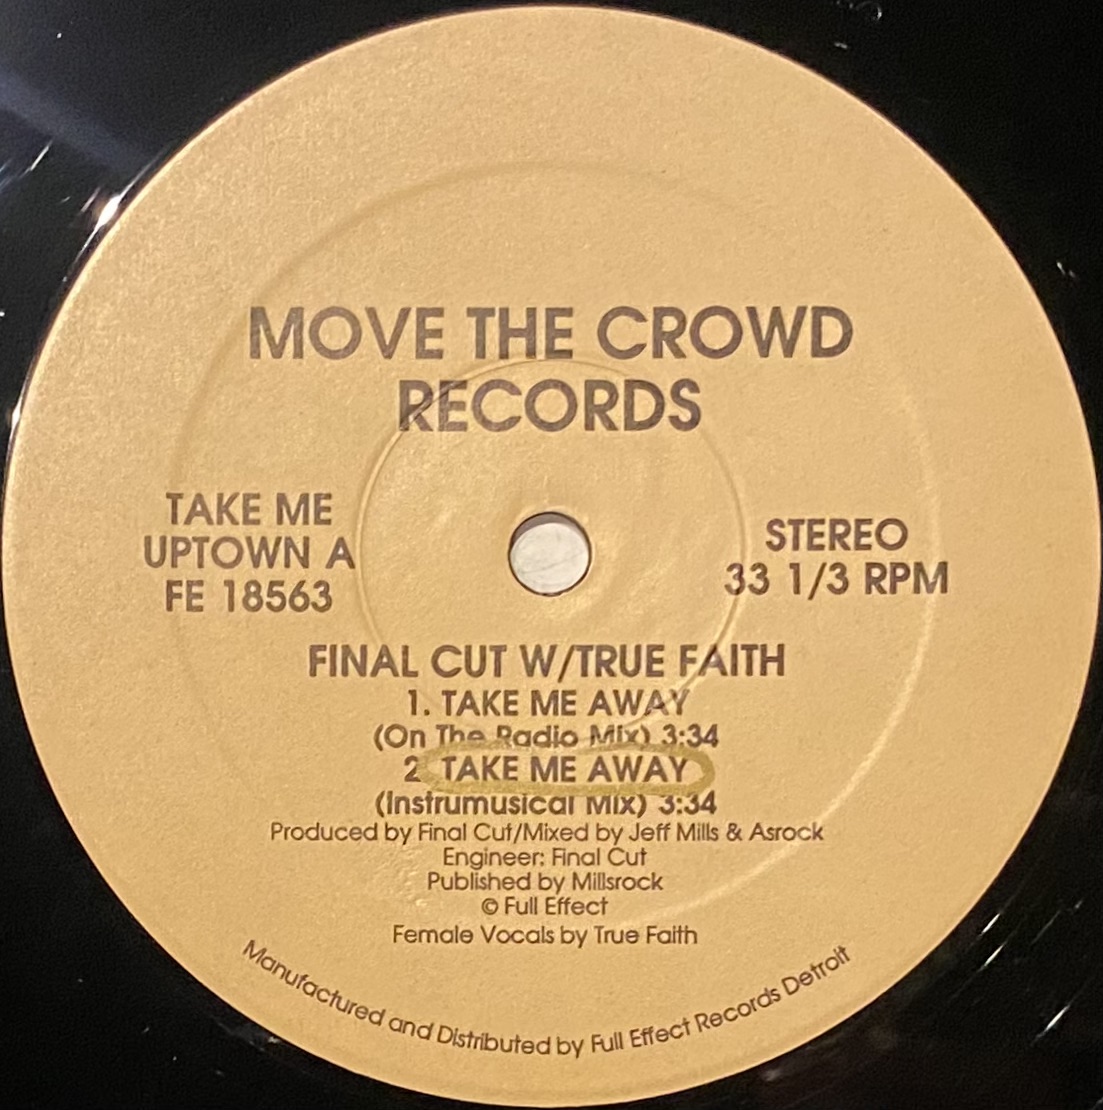 MOVE THE CROWD
RECORDS
TAKE ME
UPTOWN A
FE 18563
STEREO
33 1/3 RPM
FINAL CUT W/TRUE FAITH
1. TAKE ME AWAY
(On The Radio Mix) 3:34
2 TAKE ME AWAY
(Instrumusical Mix) 3:34
Produced by Final Cut/Mixed by Jeff Mills & Asrock
Engineer: Final Cut
Published by Millsrock
© Full Effect
Female Vocals by True Faith
Manufactured and Distributed by Full Effect Records Detroit